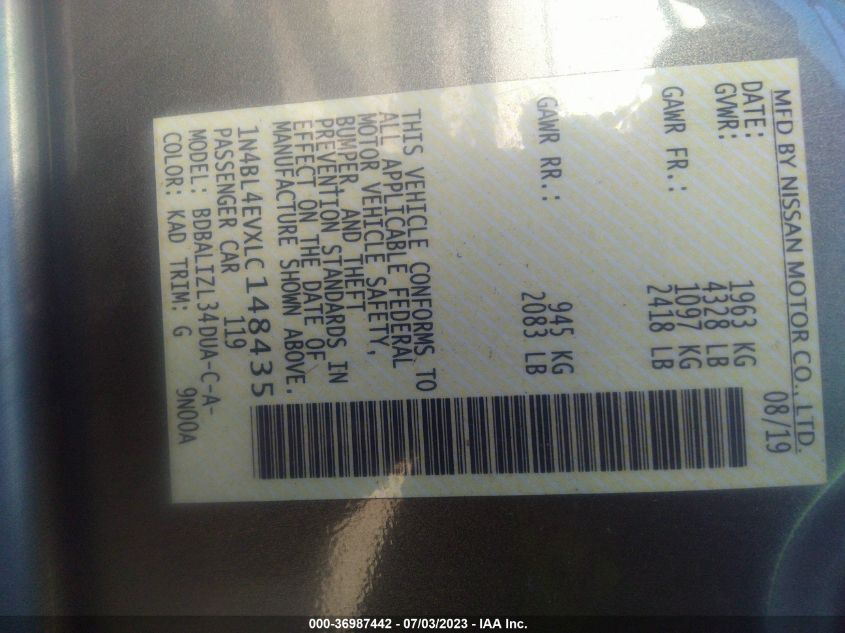 MFD BY NISSAN MOTOR CO., LTD.
DATE: 08/19
GVWR: 1963 KG
4328 LB
GAWR FR.: 1097 KG
2418 LB
GAWR RR.: 945 KG
2083 LB
THIS VEHICLE CONFORMS TO
ALL APPLICABLE FEDERAL
MOTOR VEHICLE SAFETY,
BUMPER, AND THEFT
PREVENTION STANDARDS IN
EFFECT ON THE DATE OF
MANUFACTURE SHOWN ABOVE.
1N4BL4EVXLC148435
PASSENGER CAR 119
MODEL: BDBALIZL34DUA-C-A-
COLOR: KAD TRIM: G 9N00A
000-36987442 - 07/03/2023 - IAA Inc.